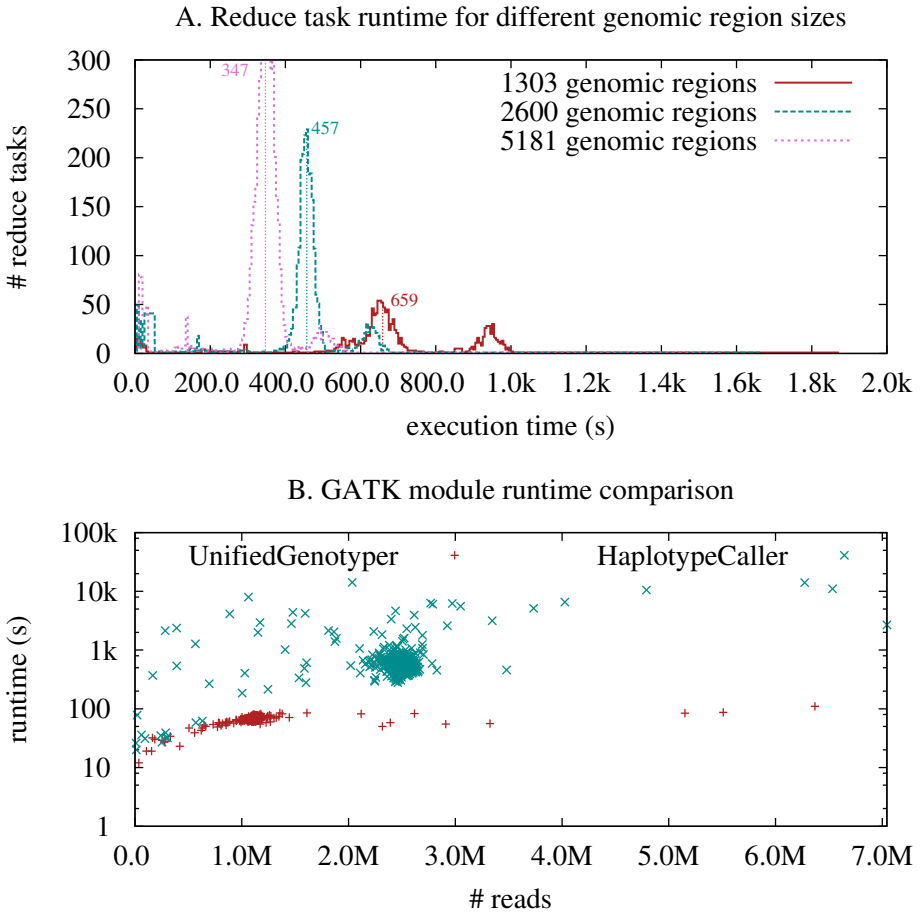 A. Reduce task runtime for different genomic region sizes
# reduce tasks
300
250
200
150
100
50
0
347
457
659
1303 genomic regions
2600 genomic regions
5181 genomic regions
0.0 200.0 400.0 600.0 800.0 1.0k 1.2k 1.4k 1.6k 1.8k 2.0k
execution time (s)
B. GATK module runtime comparison
runtime (s)
100k
10k
1k
100
10
1
UnifiedGenotyper HaplotypeCaller
0.0 1.0M 2.0M 3.0M 4.0M 5.0M 6.0M 7.0M
# reads